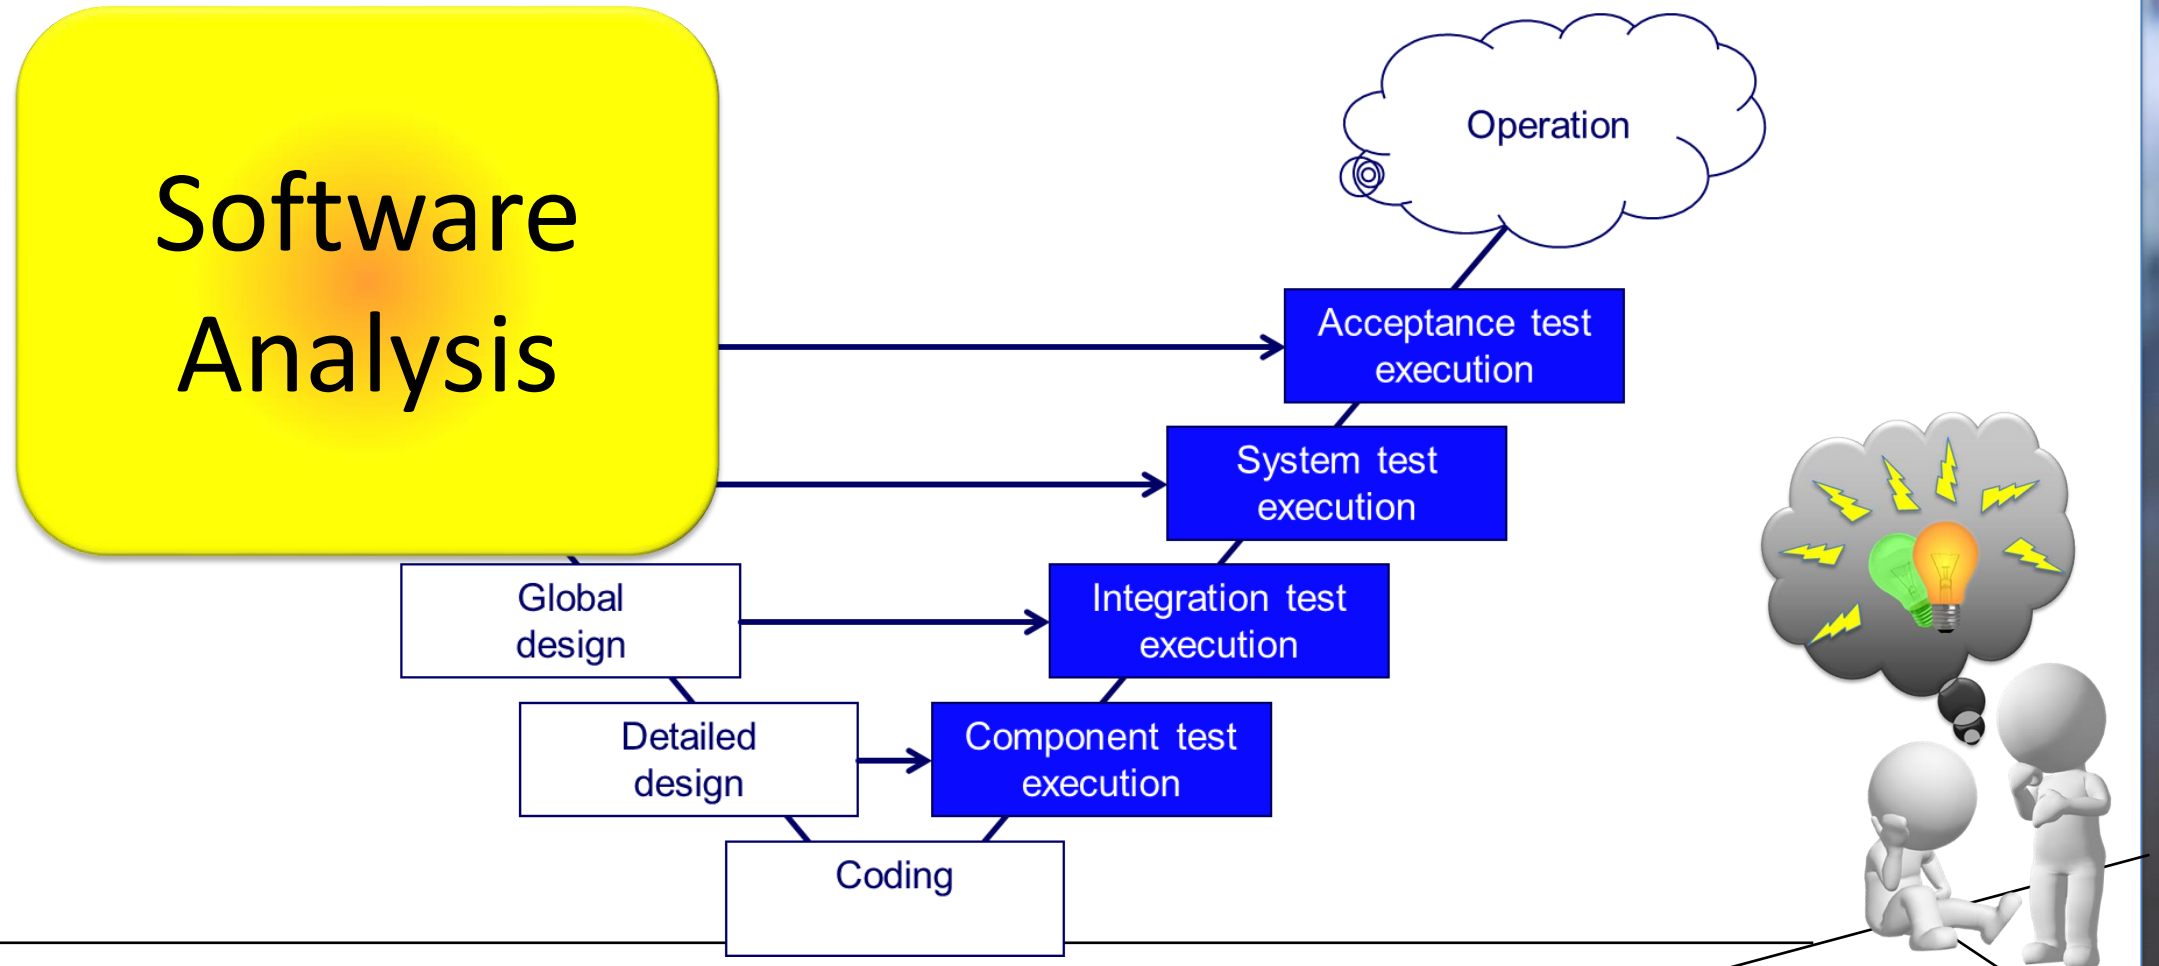 Software
Analysis
Operation
Acceptance test
execution
System test
execution
Global
design
Integration test
execution
Detailed
design
Component test
execution
Coding